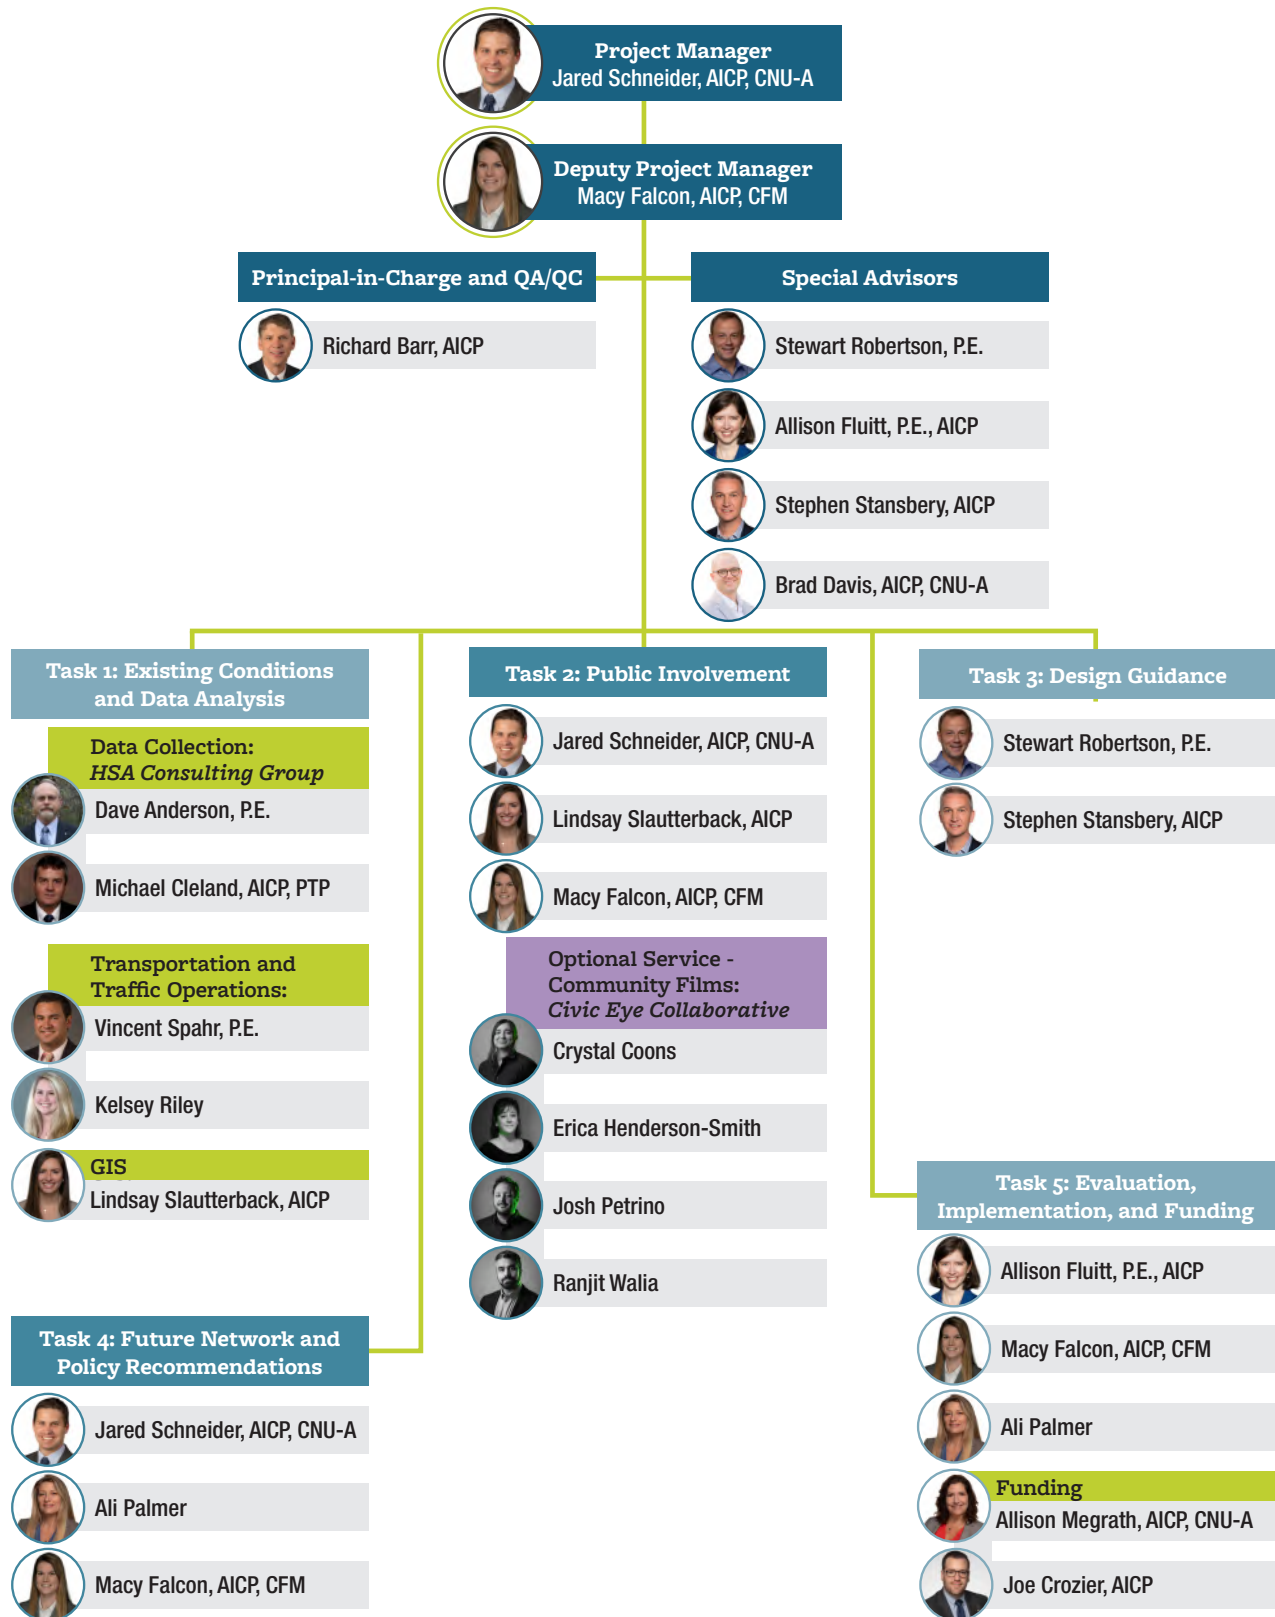 Project Manager
Jared Schneider, AICP, CNU-A
Deputy Project Manager
Macy Falcon, AICP, CFM
Principal-in-Charge and QA/QC
Richard Barr, AICP
Special Advisors
Stewart Robertson, P.E.
Allison Fluitt, P.E., AICP
Stephen Stansbery, AICP
Brad Davis, AICP, CNU-A
Task 1: Existing Conditions
and Data Analysis
Data Collection:
HSA Consulting Group
Dave Anderson, P.E.
Michael Cleland, AICP, PTP
Transportation and
Traffic Operations:
Vincent Spahr, P.E.
Kelsey Riley
GIS
Lindsay Slautterback, AICP
Task 2: Public Involvement
Jared Schneider, AICP, CNU-A
Lindsay Slautterback, AICP
Macy Falcon, AICP, CFM
Optional Service -
Community Films:
Civic Eye Collaborative
Crystal Coons
Erica Henderson-Smith
Josh Petrino
Ranjit Walia
Task 3: Design Guidance
Stewart Robertson, P.E.
Stephen Stansbery, AICP
Task 4: Future Network and
Policy Recommendations
Jared Schneider, AICP, CNU-A
Ali Palmer
Macy Falcon, AICP, CFM
Task 5: Evaluation,
Implementation, and Funding
Allison Fluitt, P.E., AICP
Macy Falcon, AICP, CFM
Ali Palmer
Funding
Allison Megrath, AICP, CNU-A
Joe Crozier, AICP